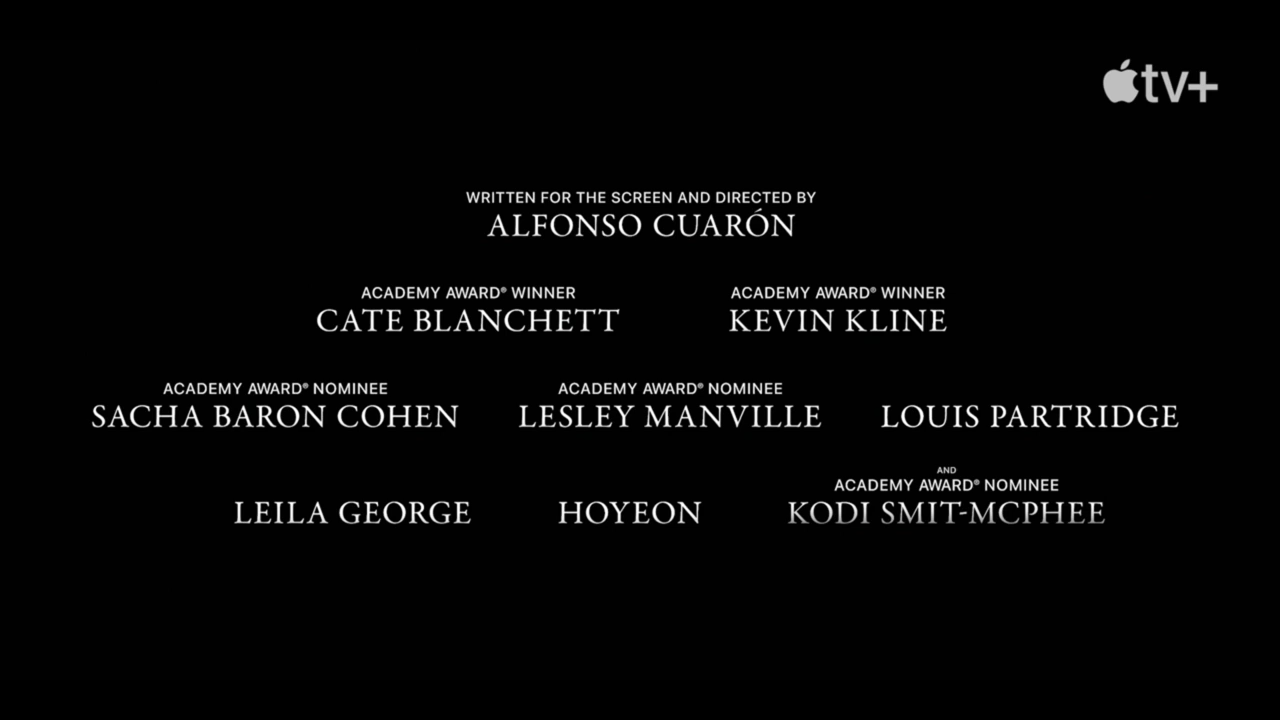 tv+
WRITTEN FOR THE SCREEN AND DIRECTED BY
ALFONSO CUARÓN
ACADEMY AWARD® WINNER
CATE BLANCHETT
ACADEMY AWARD® WINNER
KEVIN KLINE
ACADEMY AWARD® NOMINEE
SACHA BARON COHEN
ACADEMY AWARD® NOMINEE
LESLEY MANVILLE
LOUIS PARTRIDGE
LEILA GEORGE
HOYEON
AND
ACADEMY AWARD® NOMINEE
KODI SMIT-MCPHEE